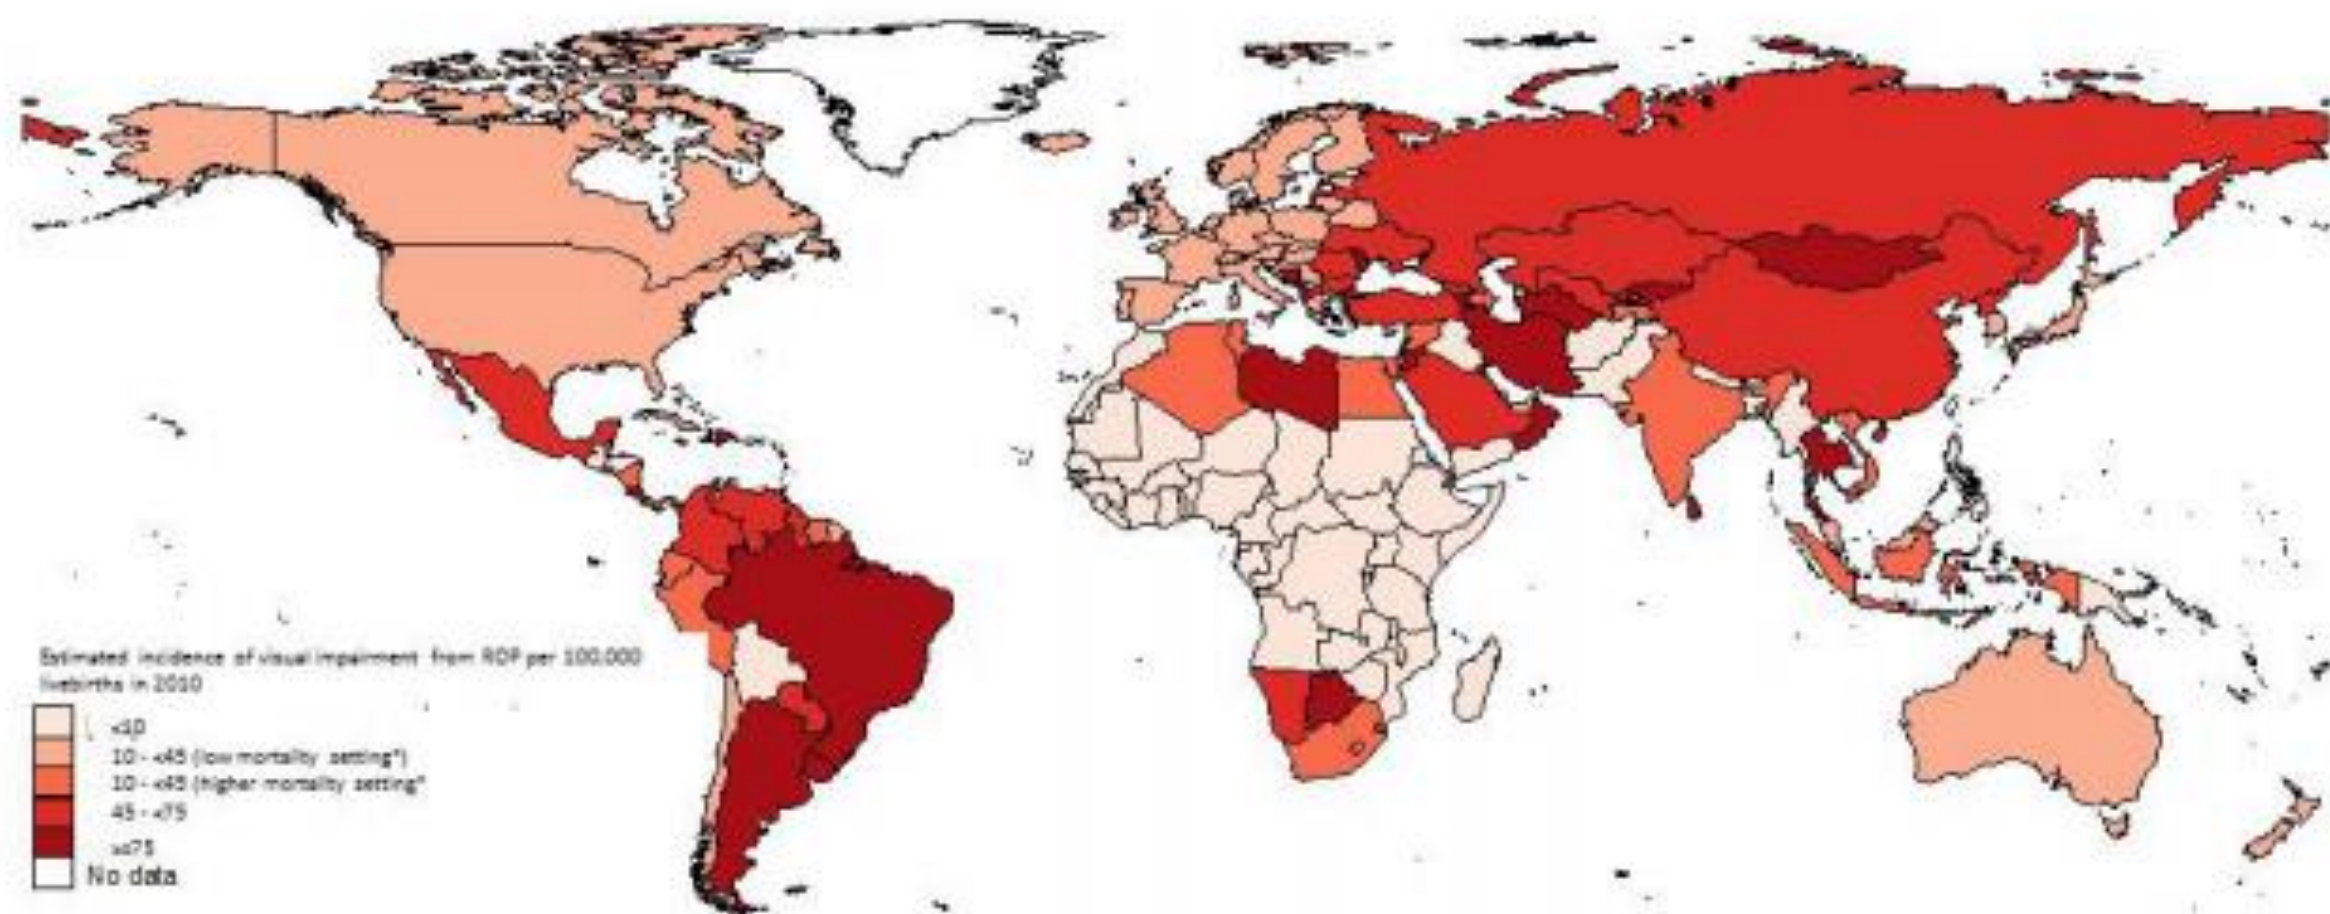 Estimated incidence of visual impairment from ROP per 100,000
livebirths in 2010
<10
10 - <45 (low mortality setting*)
10 - <45 (higher mortality setting*
45 - <75
>=75
No data